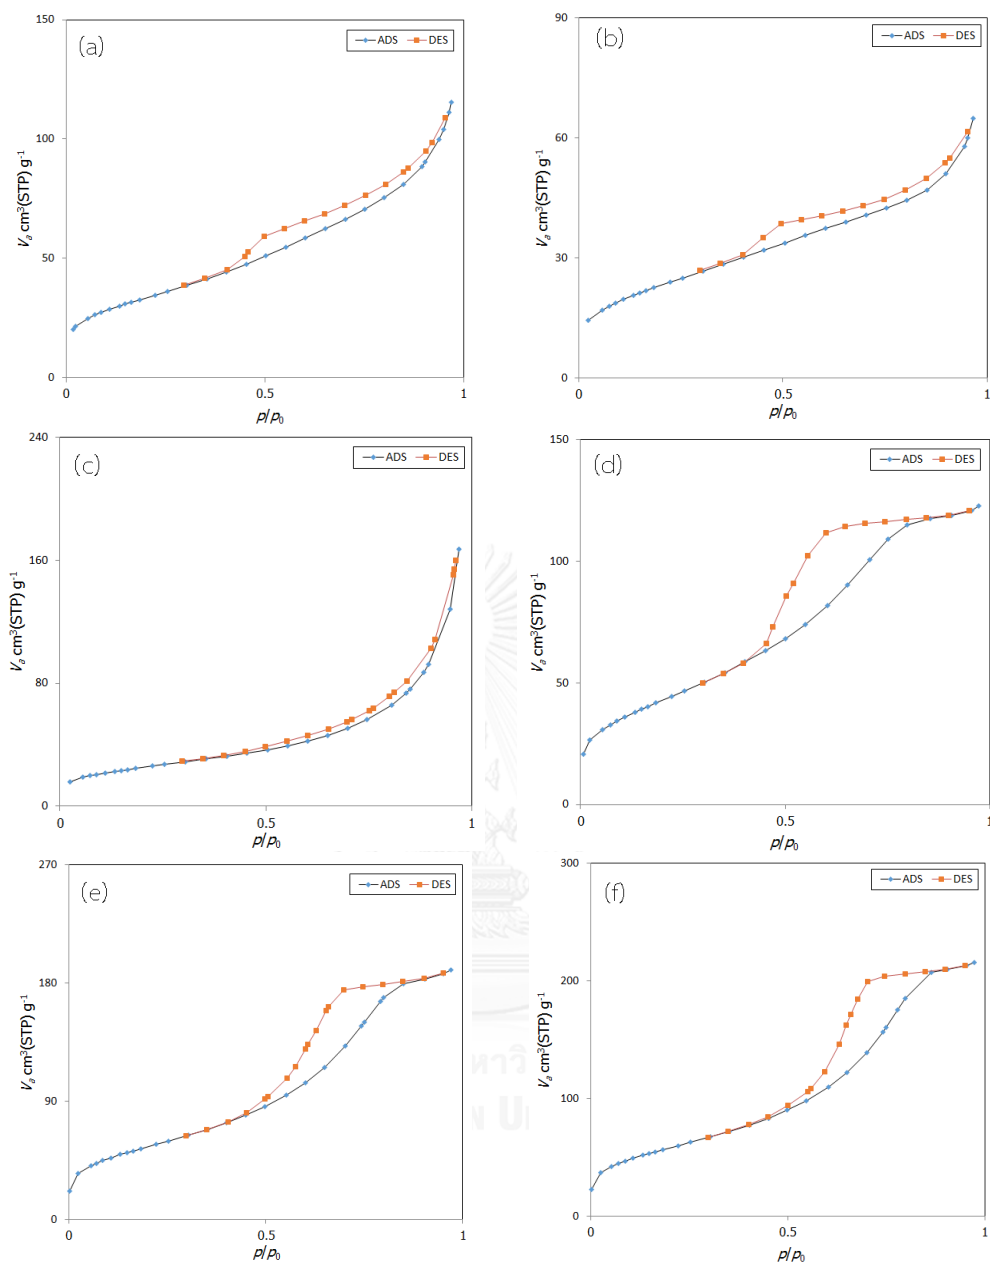 (a)
ADS DES
150
100
50
0
0 0.5 1
Va cm3(STP) g-1
p/p0
(b)
ADS DES
90
60
30
0
0 0.5 1
Va cm3(STP) g-1
p/p0
(c)
ADS DES
240
160
80
0
0 0.5 1
Va cm3(STP) g-1
p/p0
(d)
ADS DES
150
100
50
0
0 0.5 1
Va cm3(STP) g-1
p/p0
(e)
ADS DES
270
180
90
0
0 0.5 1
Va cm3(STP) g-1
p/p0
(f)
ADS DES
300
200
100
0
0 0.5 1
Va cm3(STP) g-1
p/p0